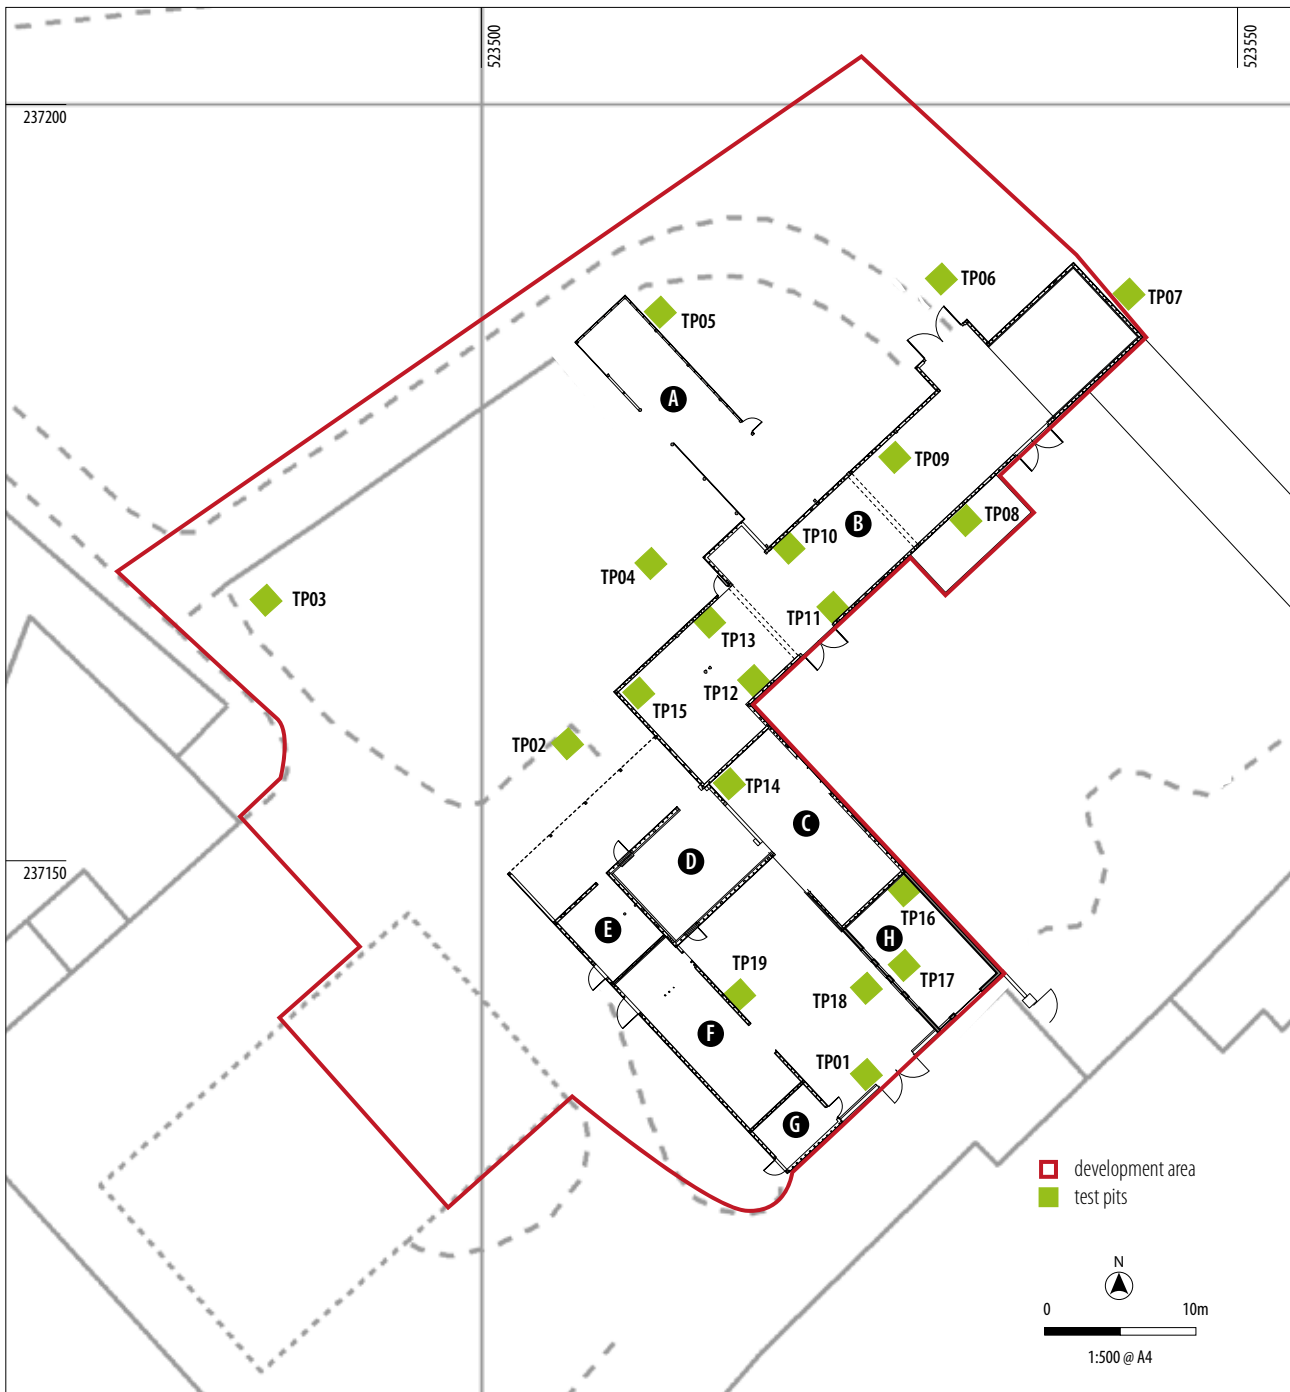 523500
523550
237200
TP06
TP07
TP05
A
TP09
TP08
B
TP10
TP04
TP03
TP11
TP13
TP12
TP15
TP02
TP14
C
D
237150
TP16
E
H
TP19
TP17
TP18
F
TP01
G
development area
test pits
N
0 10m
1:500 @ A4